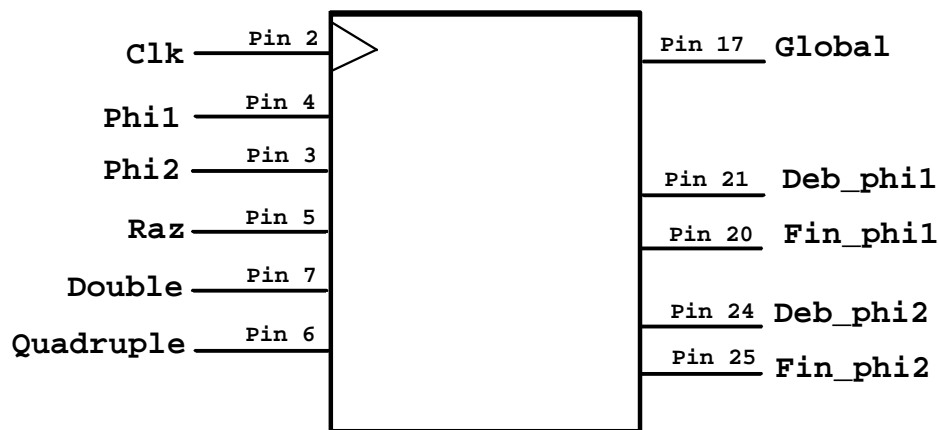 Clk Pin 2
Phi1 Pin 4
Phi2 Pin 3
Raz Pin 5
Double Pin 7
Quadruple Pin 6
Pin 17 Global
Pin 21 Deb_phi1
Pin 20 Fin_phi1
Pin 24 Deb_phi2
Pin 25 Fin_phi2